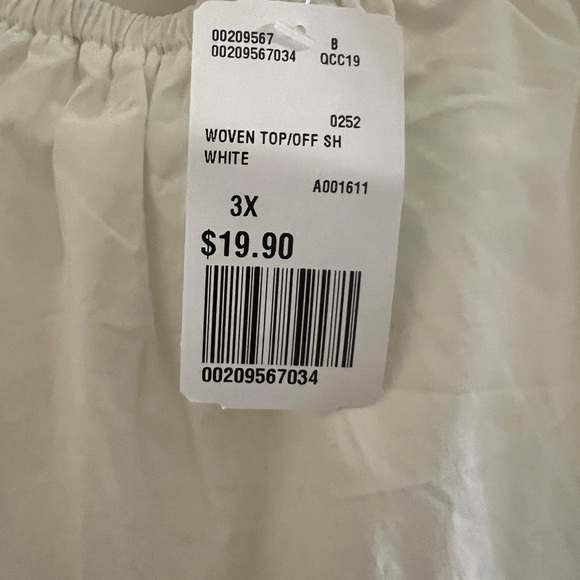 00209567 B
00209567034 QCC19
0252
WOVEN TOP/OFF SH
WHITE
A001611
3X
$19.90
00209567034